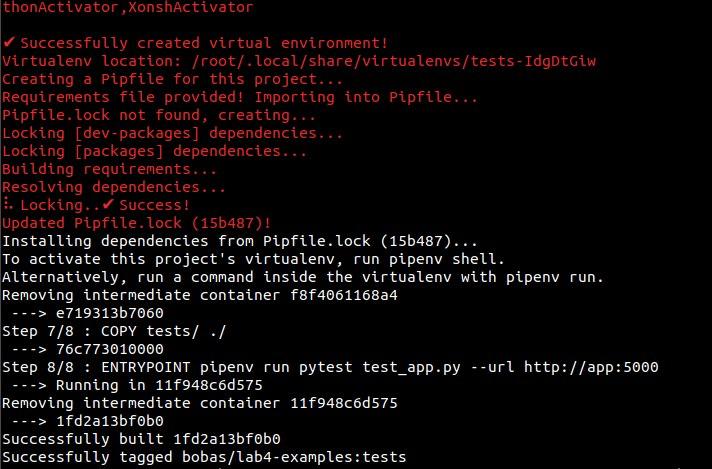 thonActivator,XonshActivator
✔ Successfully created virtual environment!
Virtualenv location: /root/.local/share/virtualenvs/tests-IdgDtGiw
Creating a Pipfile for this project...
Requirements file provided! Importing into Pipfile...
Pipfile.lock not found, creating...
Locking [dev-packages] dependencies...
Locking [packages] dependencies...
Building requirements...
Resolving dependencies...
⠧ Locking..✔ Success!
Updated Pipfile.lock (15b487)!
Installing dependencies from Pipfile.lock (15b487)...
To activate this project's virtualenv, run pipenv shell.
Alternatively, run a command inside the virtualenv with pipenv run.
Removing intermediate container f8f4061168a4
 ---> e719313b7060
Step 7/8 : COPY tests/ ./
 ---> 76c773010000
Step 8/8 : ENTRYPOINT pipenv run pytest test_app.py --url http://app:5000
 ---> Running in 11f948c6d575
Removing intermediate container 11f948c6d575
 ---> 1fd2a13bf0b0
Successfully built 1fd2a13bf0b0
Successfully tagged bobas/lab4-examples:tests